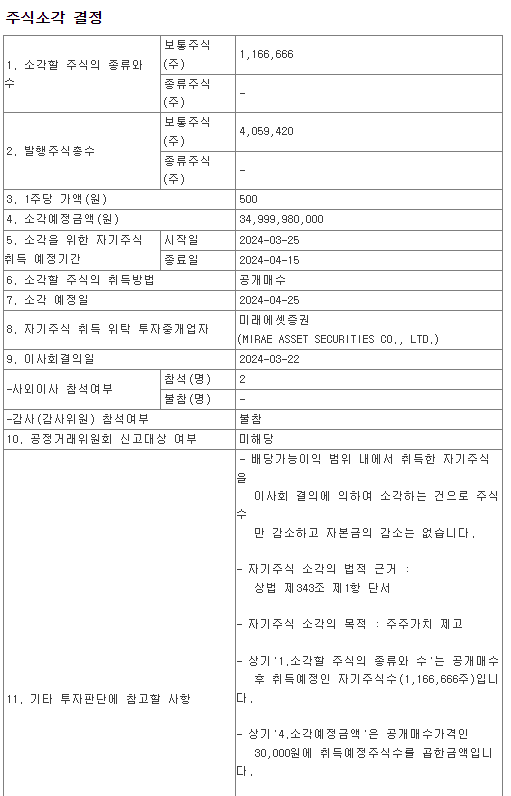 주식소각 결정
1. 소각할 주식의 종류와
수
보통주식
(주)
1,166,666
종류주식
(주)
-
2. 발행주식총수
보통주식
(주)
4,059,420
종류주식
(주)
-
3. 1주당 가액(원)
500
4. 소각예정금액(원)
34,999,980,000
5. 소각을 위한 자기주식
취득 예정기간
시작일
2024-03-25
종료일
2024-04-15
6. 소각할 주식의 취득방법
공개매수
7. 소각 예정일
2024-04-25
8. 자기주식 취득 위탁 투자중개업자
미래에셋증권
(MIRAE ASSET SECURITIES CO., LTD.)
9. 이사회결의일
2024-03-22
-사외이사 참석여부
참석(명)
2
불참(명)
-
-감사(감사위원) 참석여부
불참
10. 공정거래위원회 신고대상 여부
미해당
11. 기타 투자판단에 참고할 사항
- 배당가능이익 범위 내에서 취득한 자기주식
을
이사회 결의에 의하여 소각하는 건으로 주식
수
만 감소하고 자본금의 감소는 없습니다.
- 자기주식 소각의 법적 근거 :
상법 제343조 제1항 단서
- 자기주식 소각의 목적 : 주주가치 제고
- 상기 '1.소각할 주식의 종류와 수'는 공개매수
후 취득예정인 자기주식수(1,166,666주)입니
다.
- 상기 '4.소각예정금액'은 공개매수가격인
30,000원에 취득예정주식수를 곱한금액입니
다.